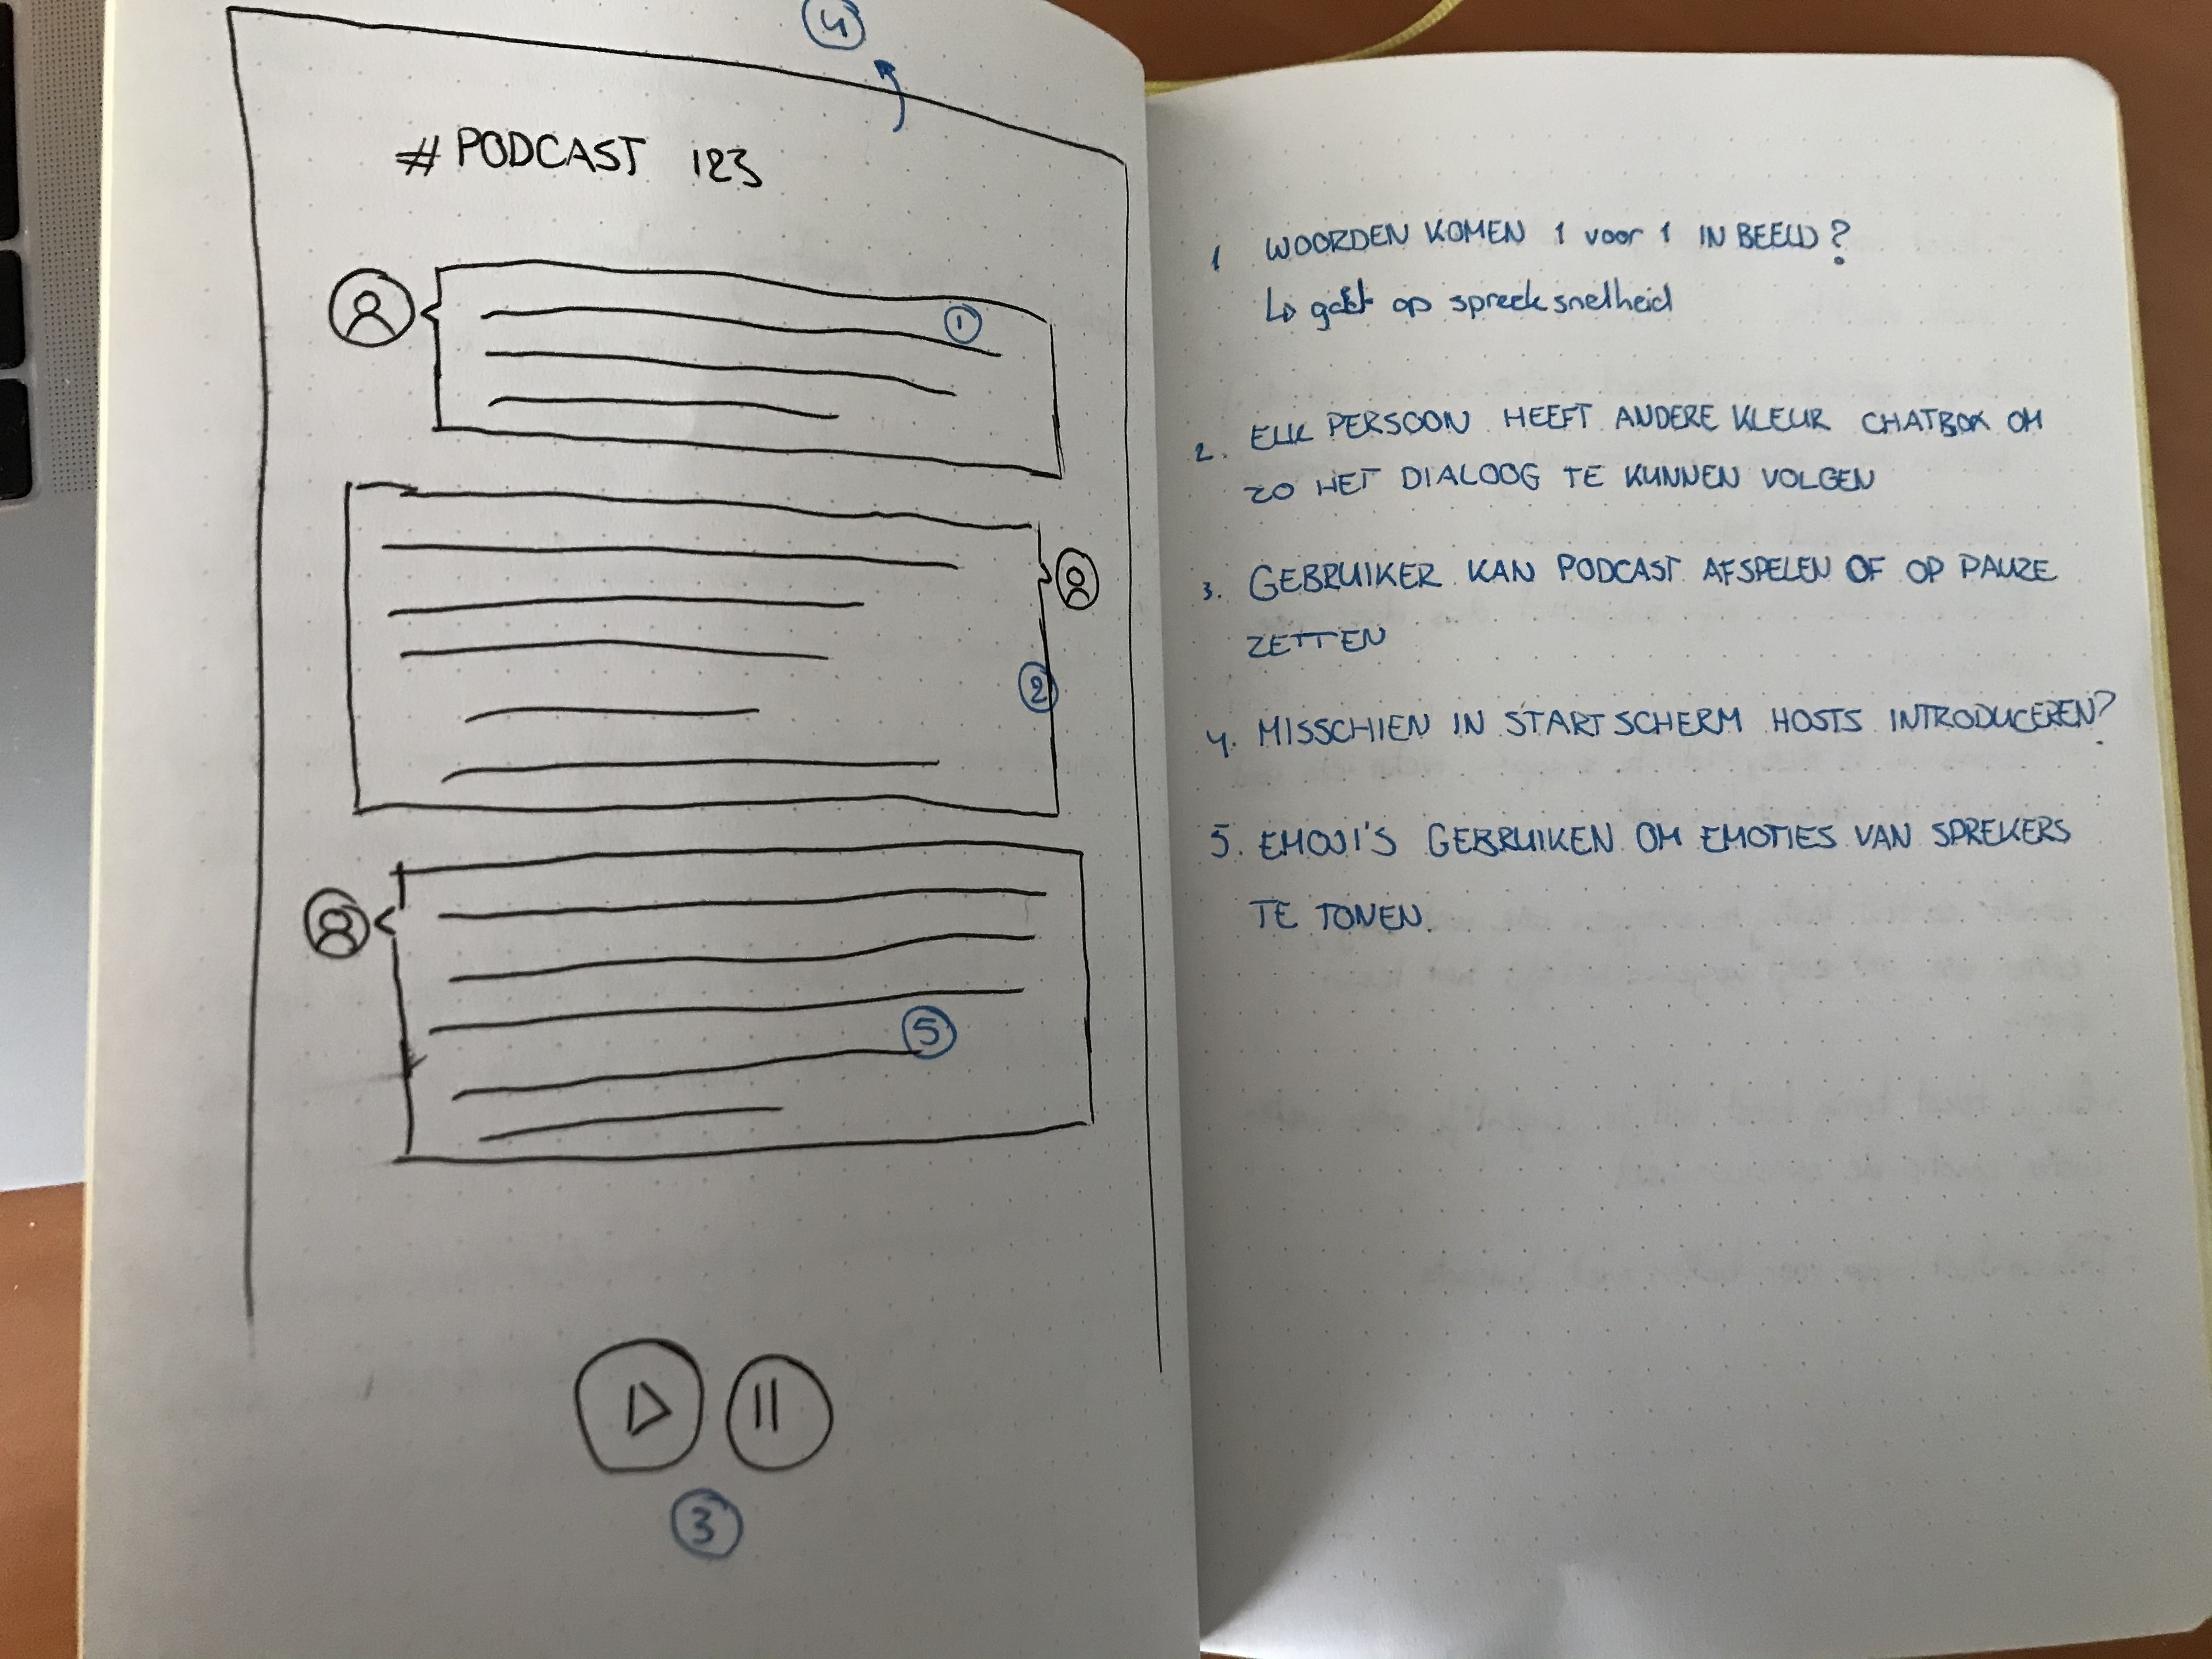 4
# PODCAST 123
1
2
5
3
1 WOORDEN KOMEN 1 voor 1 IN BEELD?
↳ gaat op spreeksnelheid
2. ELK PERSOON HEEFT ANDERE KLEUR CHATBOX OM
ZO HET DIALOOG TE KUNNEN VOLGEN
3. GEBRUIKER KAN PODCAST AFSPELEN OF OP PAUZE
ZETTEN
4. MISSCHIEN IN STARTSCHERM HOSTS INTRODUCEREN?
5. EMOJI'S GEBRUIKEN OM EMOTIES VAN SPREKERS
TE TONEN.